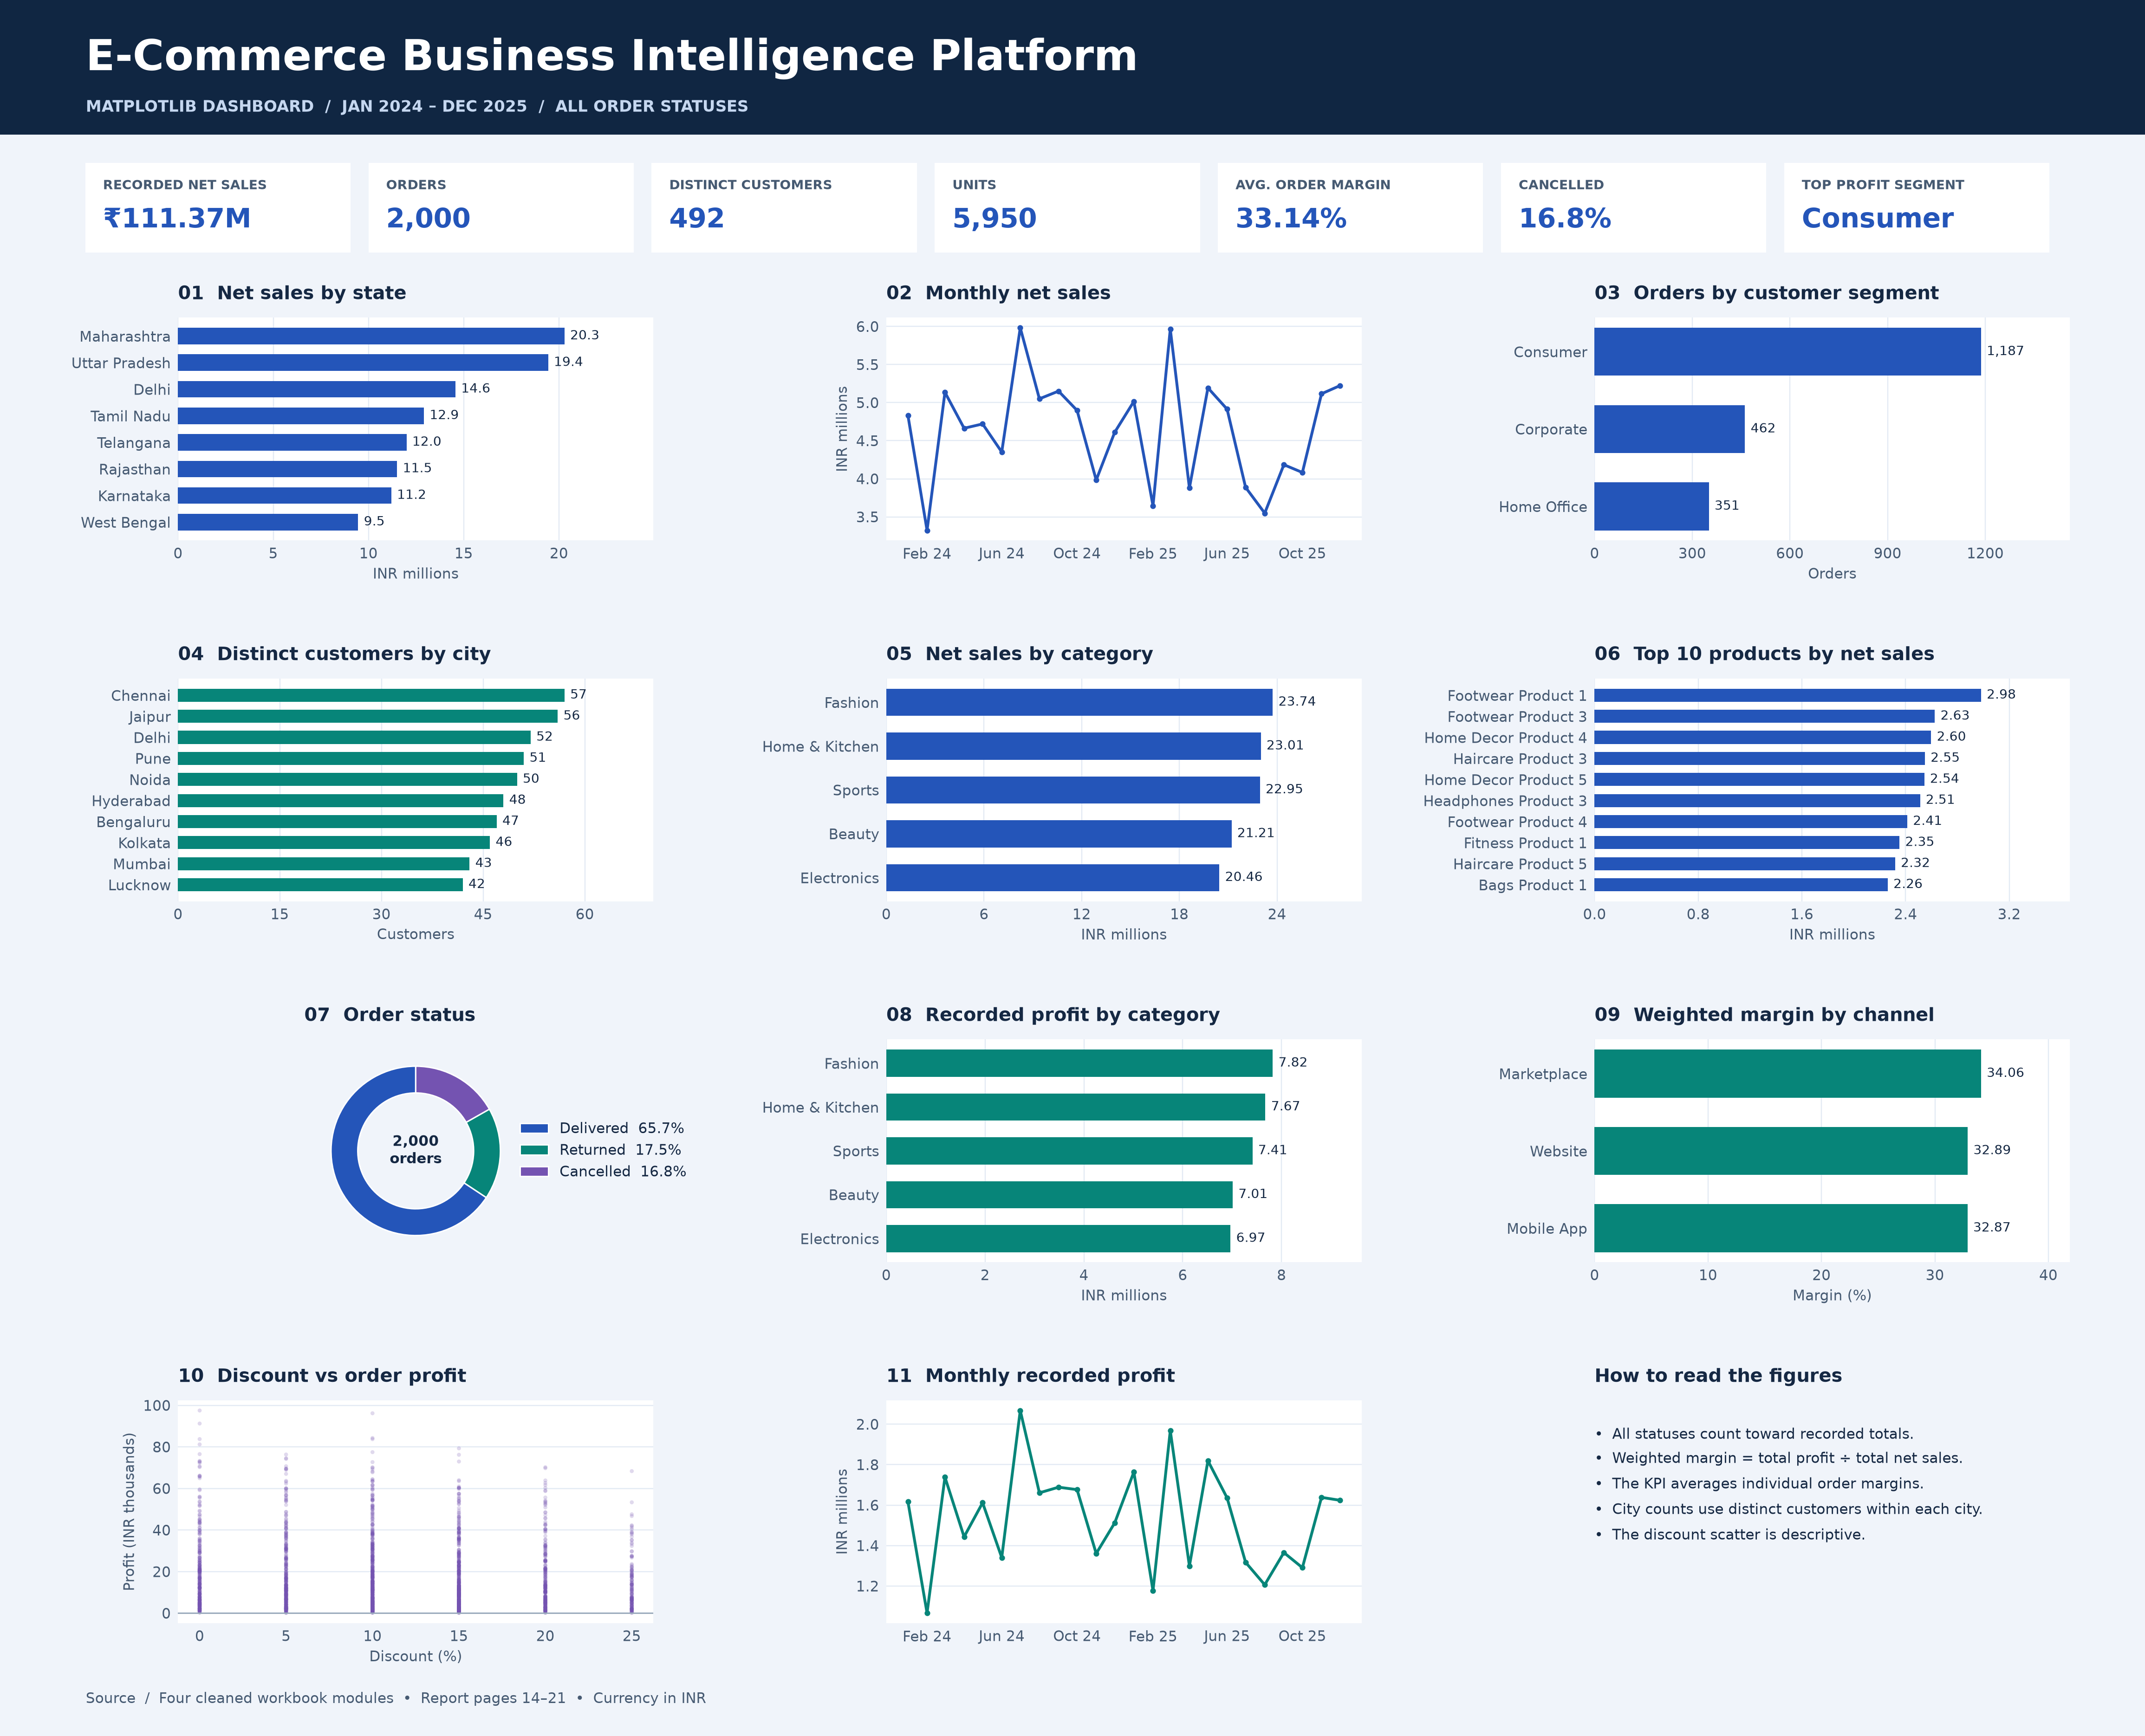 E-Commerce Business Intelligence Platform
MATPLOTLIB DASHBOARD / JAN 2024 – DEC 2025 / ALL ORDER STATUSES
RECORDED NET SALES
₹111.37M
ORDERS
2,000
DISTINCT CUSTOMERS
492
UNITS
5,950
AVG. ORDER MARGIN
33.14%
CANCELLED
16.8%
TOP PROFIT SEGMENT
Consumer
01 Net sales by state
Maharashtra 20.3
Uttar Pradesh 19.4
Delhi 14.6
Tamil Nadu 12.9
Telangana 12.0
Rajasthan 11.5
Karnataka 11.2
West Bengal 9.5
0 5 10 15 20
INR millions
02 Monthly net sales
INR millions
6.0
5.5
5.0
4.5
4.0
3.5
Feb 24 Jun 24 Oct 24 Feb 25 Jun 25 Oct 25
03 Orders by customer segment
Consumer 1,187
Corporate 462
Home Office 351
0 300 600 900 1200
Orders
04 Distinct customers by city
Chennai 57
Jaipur 56
Delhi 52
Pune 51
Noida 50
Hyderabad 48
Bengaluru 47
Kolkata 46
Mumbai 43
Lucknow 42
0 15 30 45 60
Customers
05 Net sales by category
Fashion 23.74
Home & Kitchen 23.01
Sports 22.95
Beauty 21.21
Electronics 20.46
0 6 12 18 24
INR millions
06 Top 10 products by net sales
Footwear Product 1 2.98
Footwear Product 3 2.63
Home Decor Product 4 2.60
Haircare Product 3 2.55
Home Decor Product 5 2.54
Headphones Product 3 2.51
Footwear Product 4 2.41
Fitness Product 1 2.35
Haircare Product 5 2.32
Bags Product 1 2.26
0.0 0.8 1.6 2.4 3.2
INR millions
07 Order status
2,000
orders
Delivered 65.7%
Returned 17.5%
Cancelled 16.8%
08 Recorded profit by category
Fashion 7.82
Home & Kitchen 7.67
Sports 7.41
Beauty 7.01
Electronics 6.97
0 2 4 6 8
INR millions
09 Weighted margin by channel
Marketplace 34.06
Website 32.89
Mobile App 32.87
0 10 20 30 40
Margin (%)
10 Discount vs order profit
Profit (INR thousands)
100
80
60
40
20
0
0 5 10 15 20 25
Discount (%)
11 Monthly recorded profit
INR millions
2.0
1.8
1.6
1.4
1.2
Feb 24 Jun 24 Oct 24 Feb 25 Jun 25 Oct 25
How to read the figures
• All statuses count toward recorded totals.
• Weighted margin = total profit ÷ total net sales.
• The KPI averages individual order margins.
• City counts use distinct customers within each city.
• The discount scatter is descriptive.
Source / Four cleaned workbook modules • Report pages 14–21 • Currency in INR